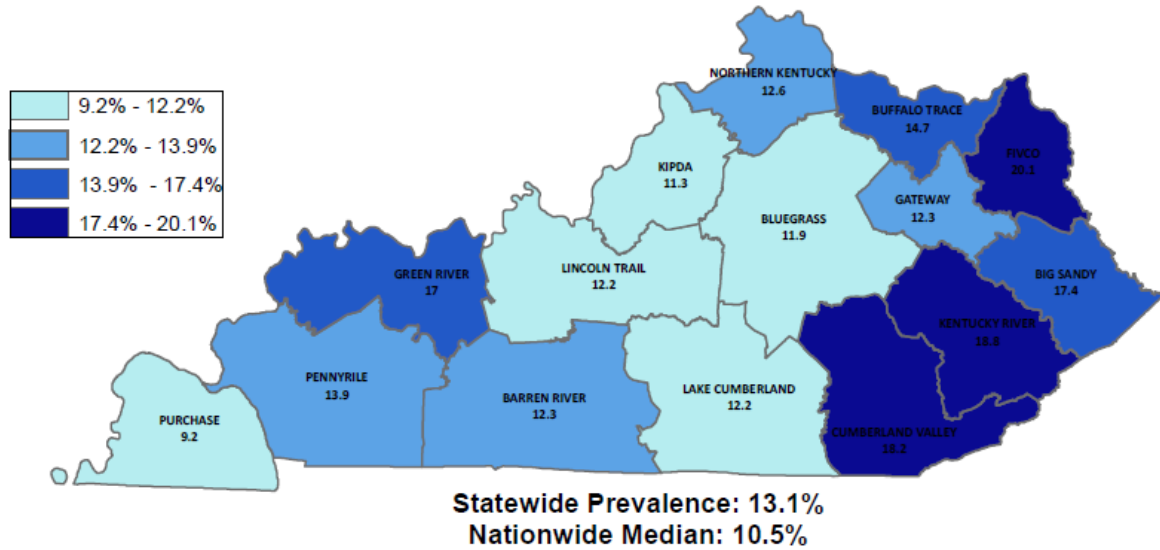 9.2% - 12.2%
12.2% - 13.9%
13.9% - 17.4%
17.4% - 20.1%
NORTHERN KENTUCKY
12.6
BUFFALO TRACE
14.7
FIVCO
20.1
KIPDA
11.3
GATEWAY
12.3
BLUEGRASS
11.9
GREEN RIVER
17
LINCOLN TRAIL
12.2
BIG SANDY
17.4
KENTUCKY RIVER
18.8
PENNYRILE
13.9
BARREN RIVER
12.3
LAKE CUMBERLAND
12.2
PURCHASE
9.2
CUMBERLAND VALLEY
18.2
Statewide Prevalence: 13.1%
Nationwide Median: 10.5%